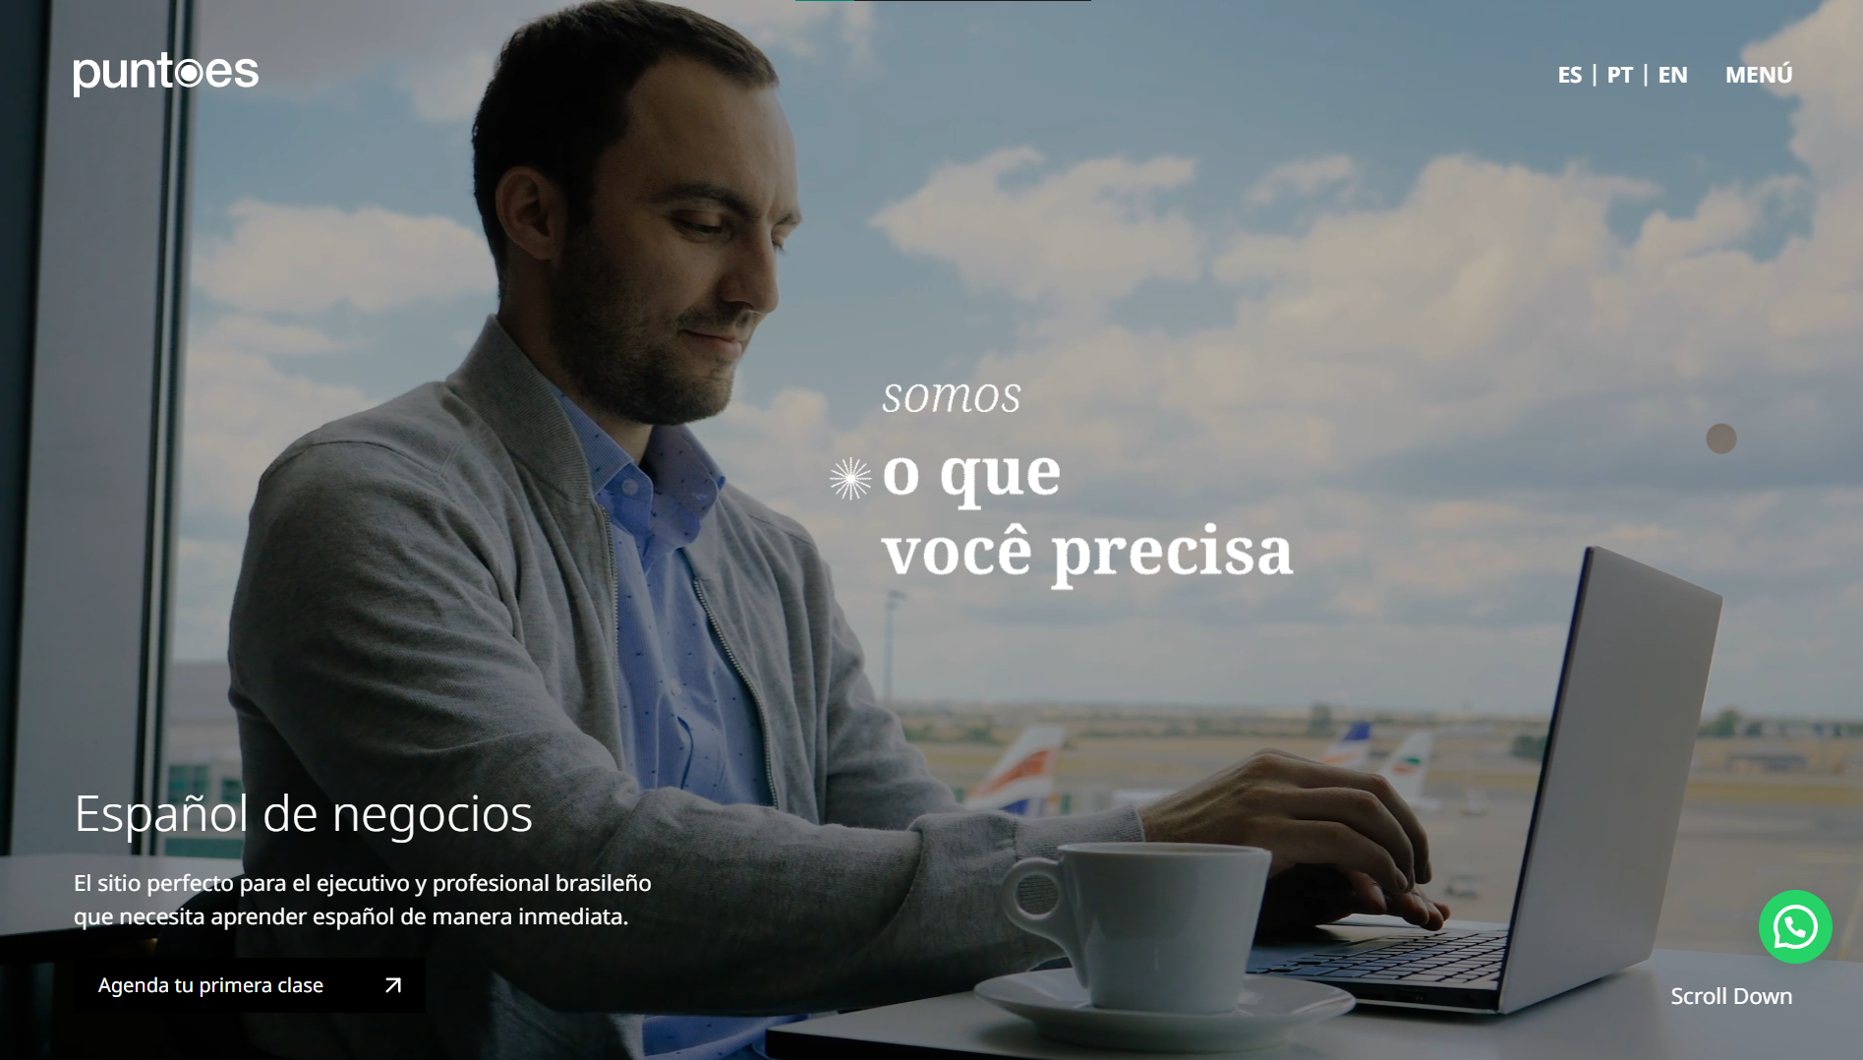 puntoes
ES | PT | EN MENÚ
somos
o que
você precisa
Español de negocios
El sitio perfecto para el ejecutivo y profesional brasileño
que necesita aprender español de manera inmediata.
Agenda tu primera clase
Scroll Down